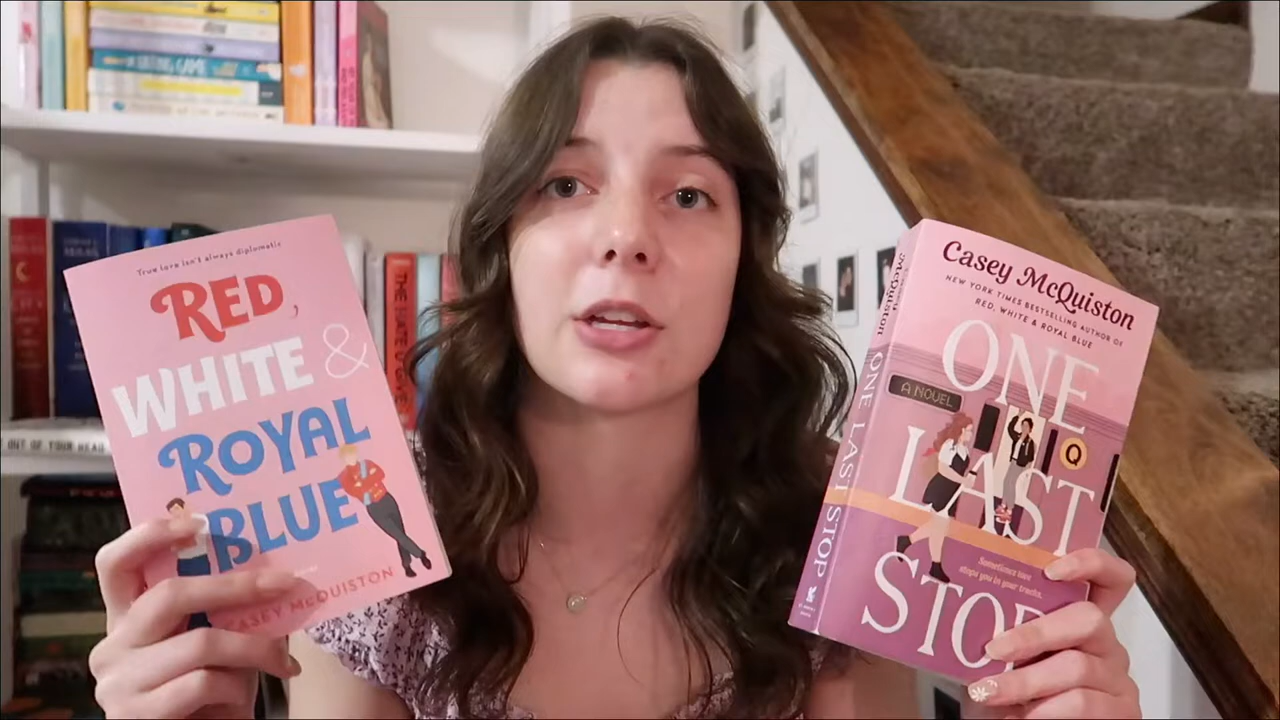 True love isn't always diplomatic
RED,
WHITE &
ROYAL
BLUE
CASEY McQUISTON
Casey McQuiston
NEW YORK TIMES BESTSELLING AUTHOR OF
RED, WHITE & ROYAL BLUE
ONE
A NOVEL
Q
LAST
Sometimes love
stops you in your tracks.
STOP
McQuiston
ONE LAST STOP
THE HATE U GIVE
OUT OF YOUR HEAD
GAME